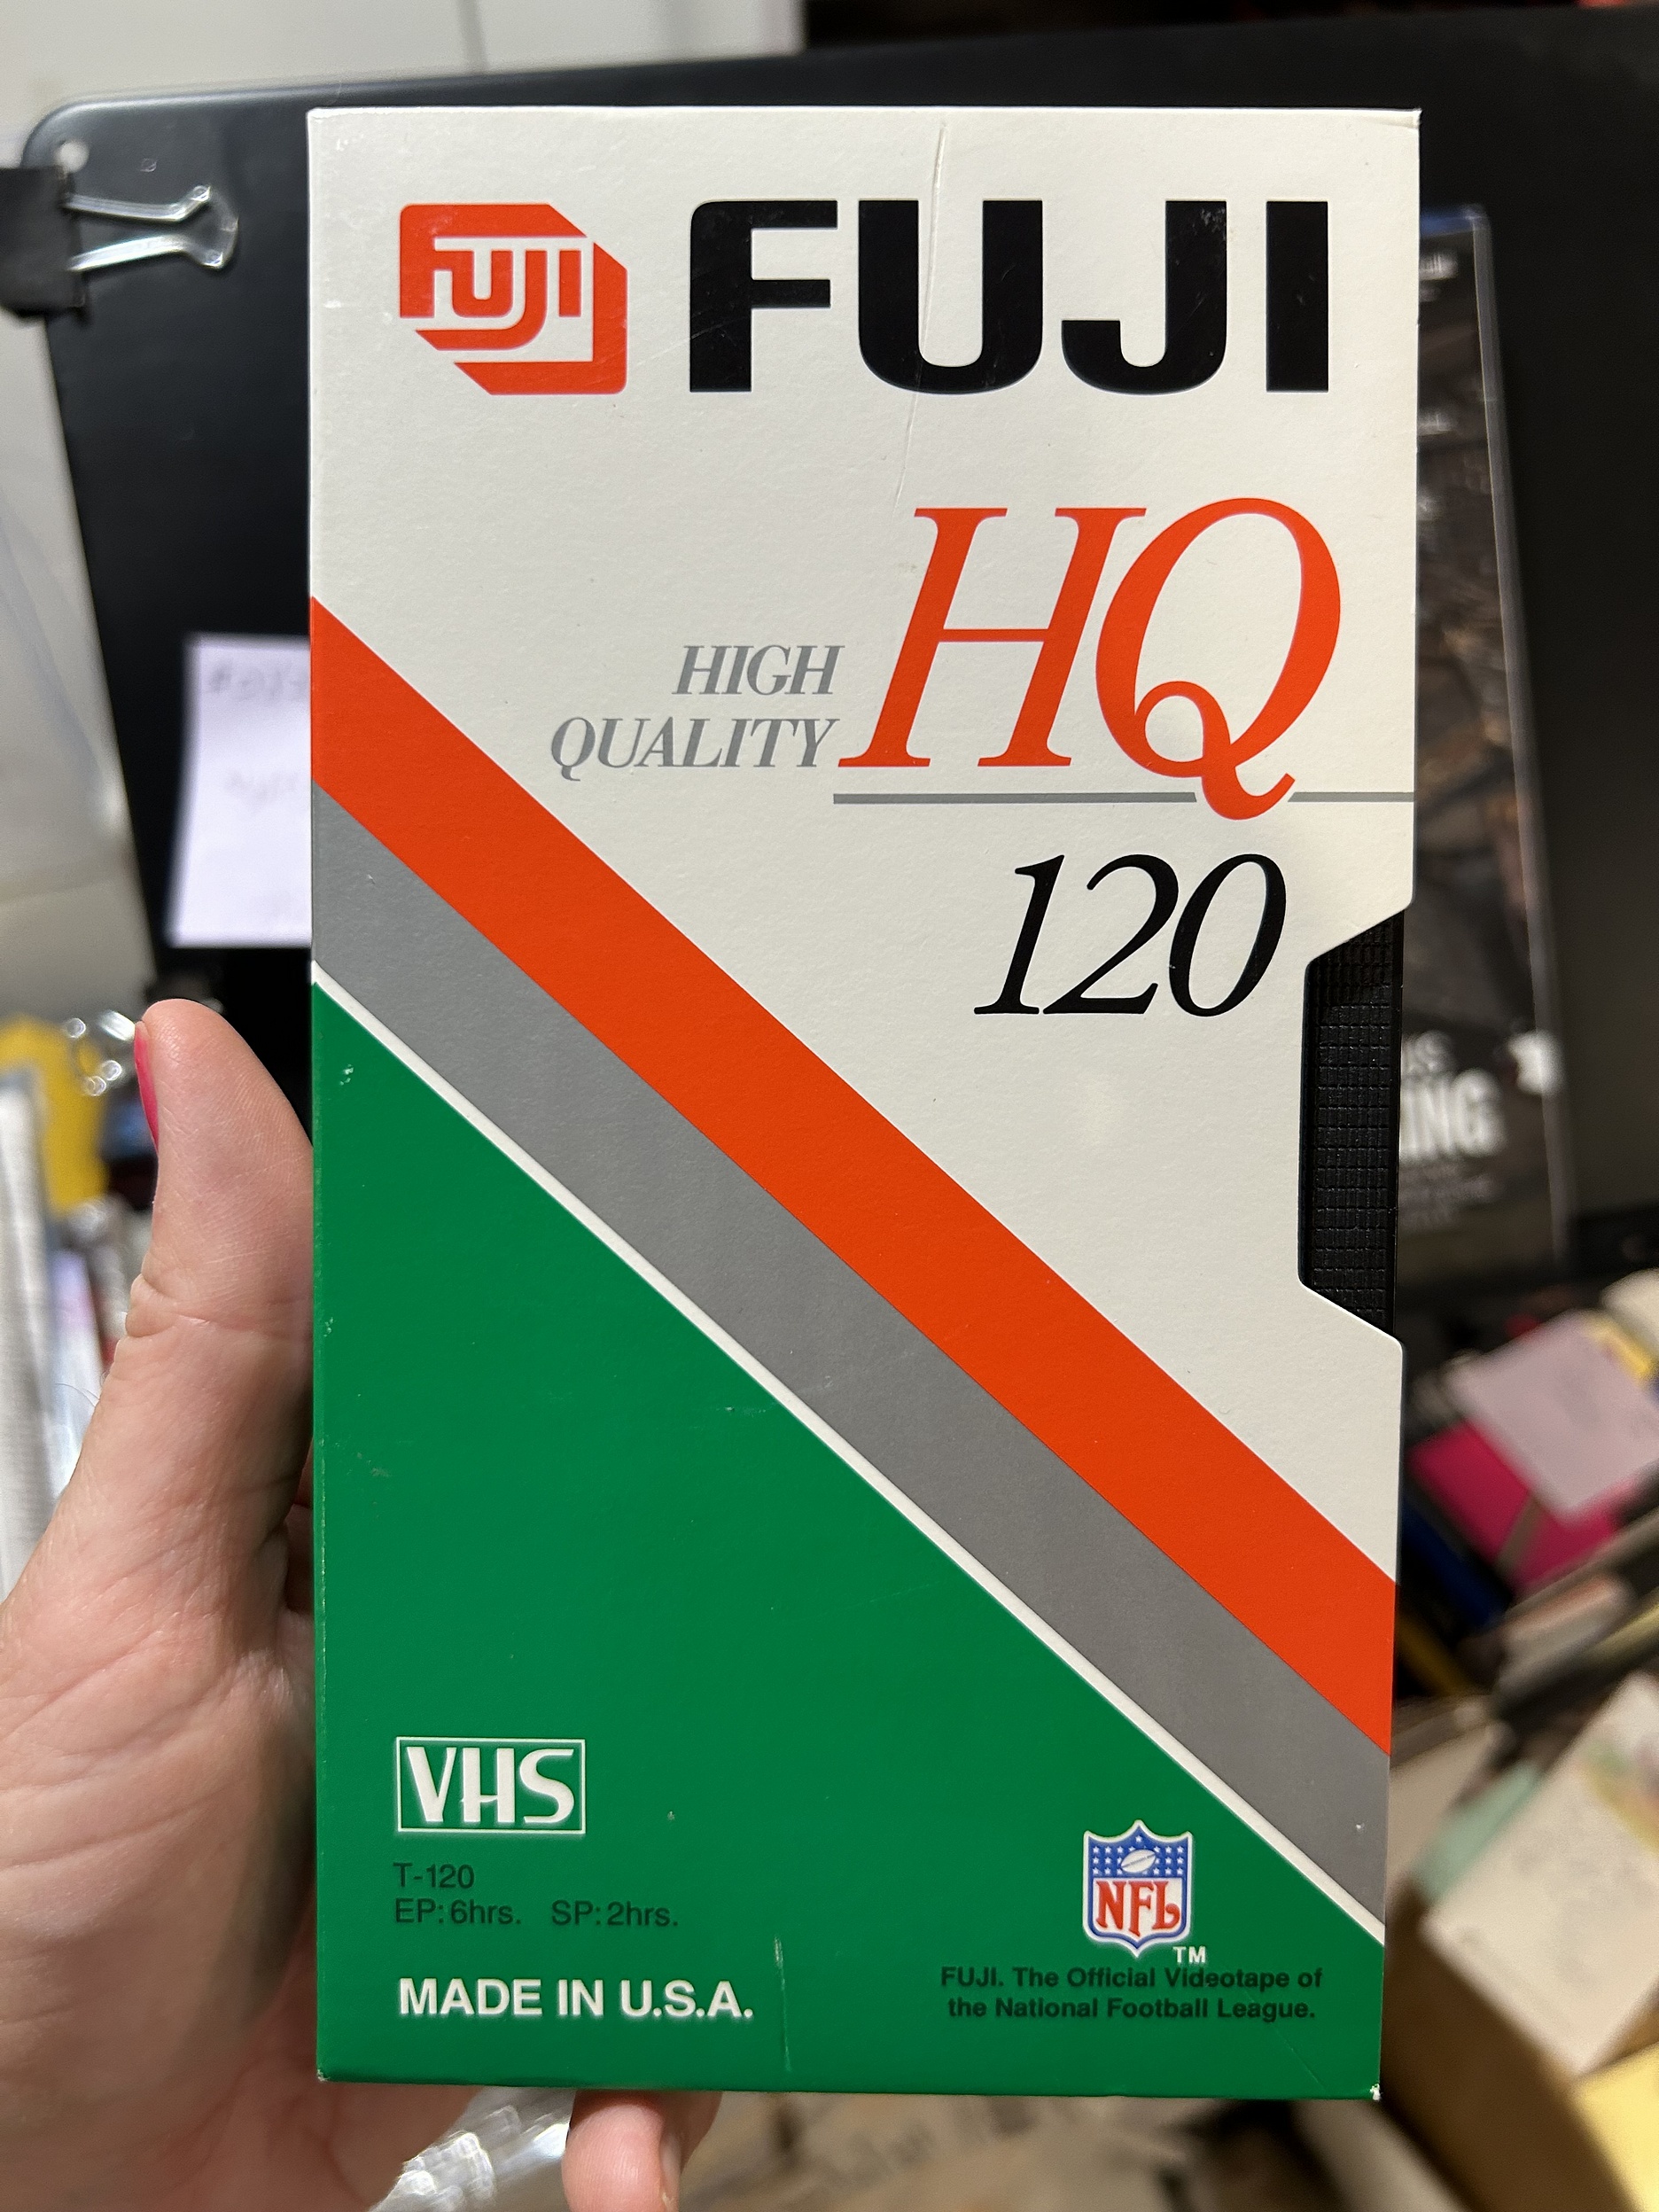 FUJI FUJI
HIGH
QUALITY HQ
120
VHS
T-120
EP: 6hrs. SP: 2hrs.
MADE IN U.S.A.
NFL
TM
FUJI. The Official Videotape of
the National Football League.
ING